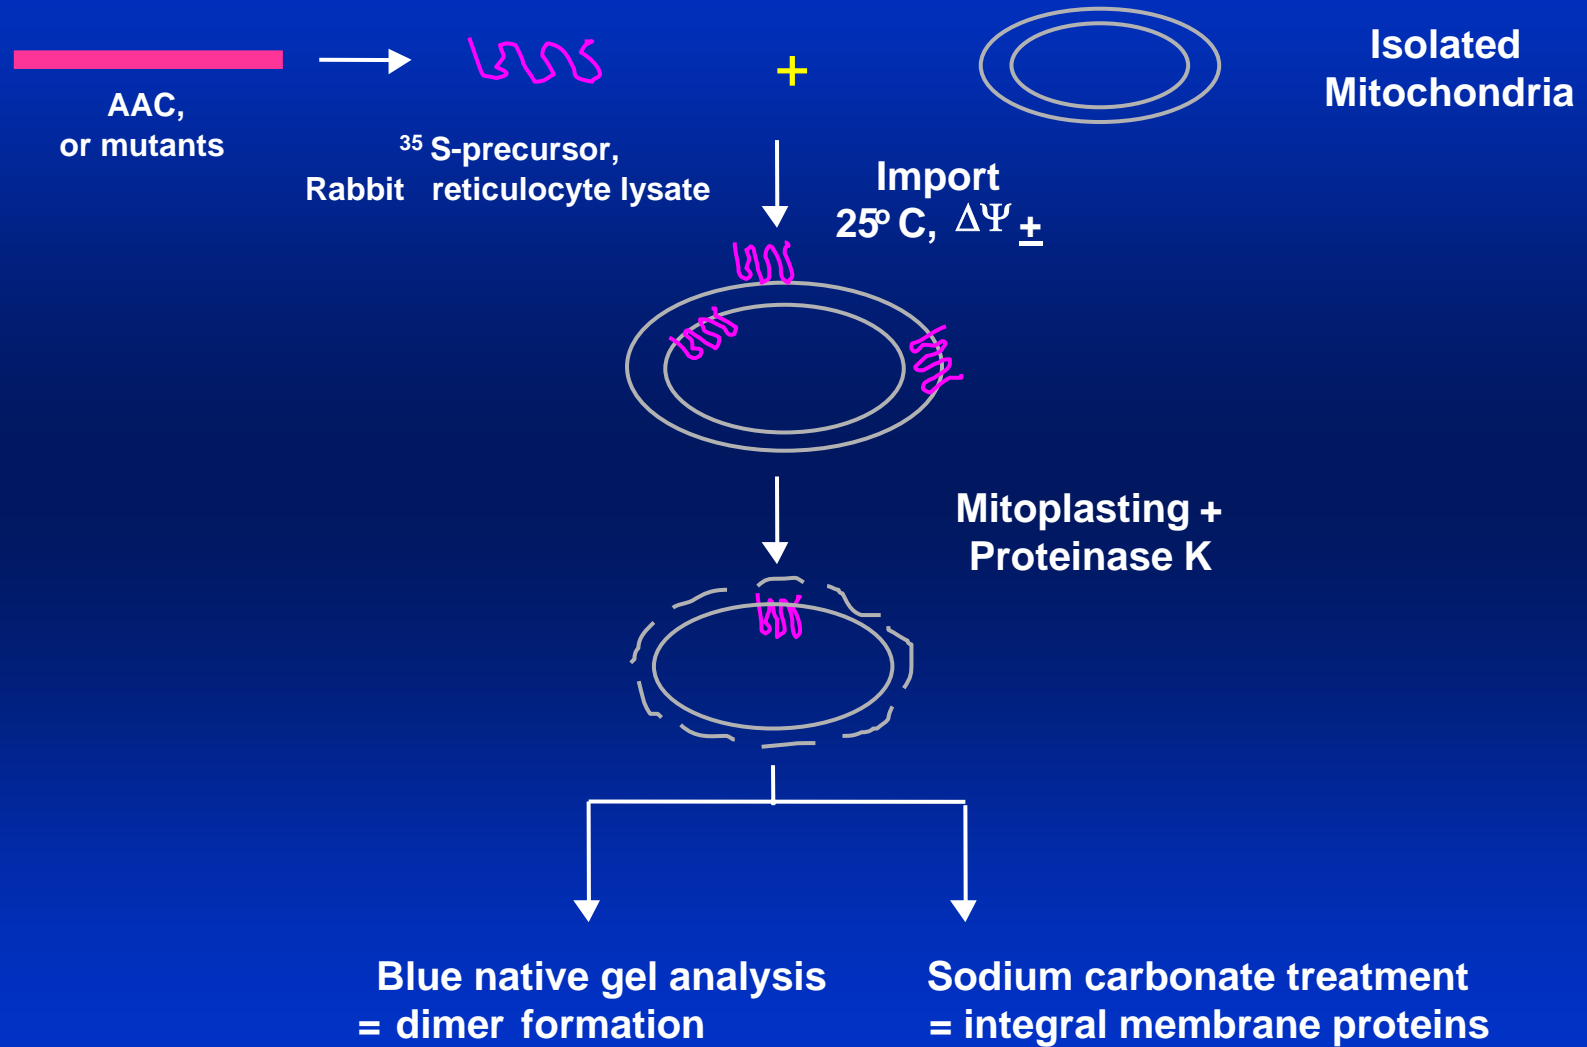 AAC,
or mutants
³⁵ S-precursor,
Rabbit reticulocyte lysate
+
Isolated
Mitochondria
Import
25º C, ΔΨ ±
Mitoplasting +
Proteinase K
Blue native gel analysis
= dimer formation
Sodium carbonate treatment
= integral membrane proteins